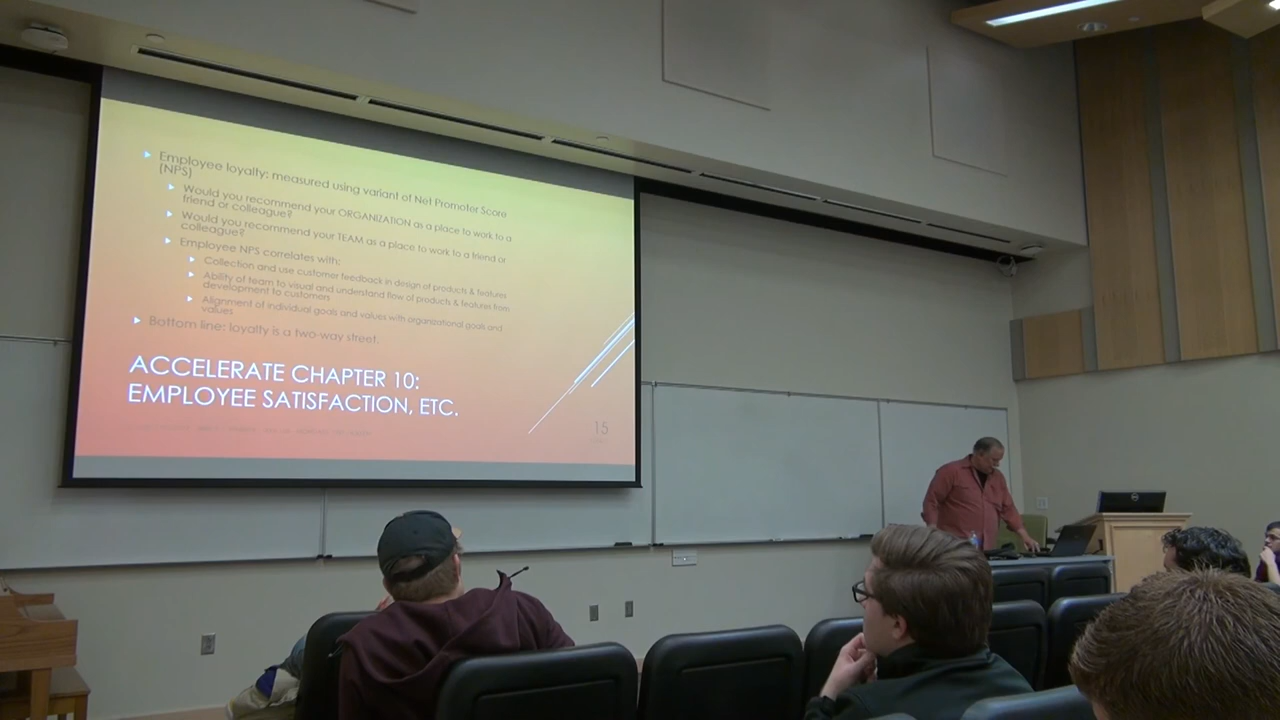 Employee loyalty: measured using variant of Net Promoter Score
(NPS)
Would you recommend your ORGANIZATION as a place to work to a
friend or colleague?
Would you recommend your TEAM as a place to work to a friend or
colleague?
Employee NPS correlates with:
Collection and use customer feedback in design of products & features
Ability of team to visual and understand flow of products & features from
development to customers
Alignment of individual goals and values with organizational goals and
values
Bottom line: loyalty is a two-way street.
ACCELERATE CHAPTER 10:
EMPLOYEE SATISFACTION, ETC.
15